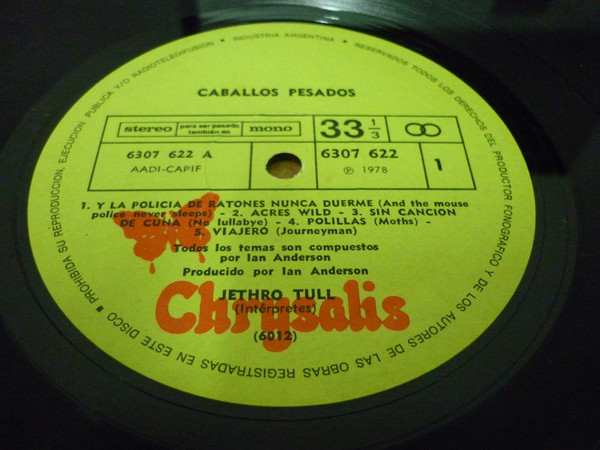 INDUSTRIA ARGENTINA • RESERVADOS TODOS LOS DERECHOS DEL PRODUCTOR FONOGRAFICO Y DE LOS AUTORES DE LAS OBRAS REGISTRADAS EN ESTE DISCO • PROHIBIDA SU REPRODUCCION, EJECUCION PUBLICA Y/O RADIOTELEDIFUSION •
CABALLOS PESADOS
stereo para ser pasado también en mono 33 1/3
6307 622 A 6307 622 1
AADI-CAPIF Ⓟ 1978
1. Y LA POLICIA DE RATONES NUNCA DUERME (And the mouse
police never sleeps) - 2. ACRES WILD - 3. SIN CANCION
DE CUNA (No lullabye) - 4. POLILLAS (Moths) -
5. VIAJERO (Journeyman)
Todos los temas son compuestos
por Ian Anderson
Producido por Ian Anderson
JETHRO TULL
(Intérpretes)
Chrysalis
(6012)